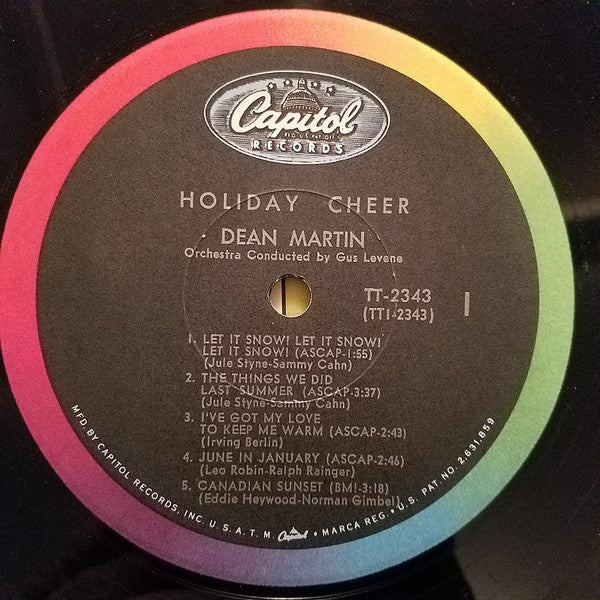 Capitol
REG. U.S. PAT. OFF.
RECORDS
HOLIDAY CHEER
DEAN MARTIN
Orchestra Conducted by Gus Levene
TT-2343
(TT1-2343)
1
1. LET IT SNOW! LET IT SNOW!
LET IT SNOW! (ASCAP-1:55)
(Jule Styne-Sammy Cahn)
2. THE THINGS WE DID
LAST SUMMER (ASCAP-3:37)
(Jule Styne-Sammy Cahn)
3. I'VE GOT MY LOVE
TO KEEP ME WARM (ASCAP-2:43)
(Irving Berlin)
4. JUNE IN JANUARY (ASCAP-2:46)
(Leo Robin-Ralph Rainger)
5. CANADIAN SUNSET (BMI-3:18)
(Eddie Heywood-Norman Gimbel)
MFD. BY CAPITOL RECORDS, INC. U. S. A. T. M. Capitol • MARCA REG. • U. S. PAT. NO. 2,631,859